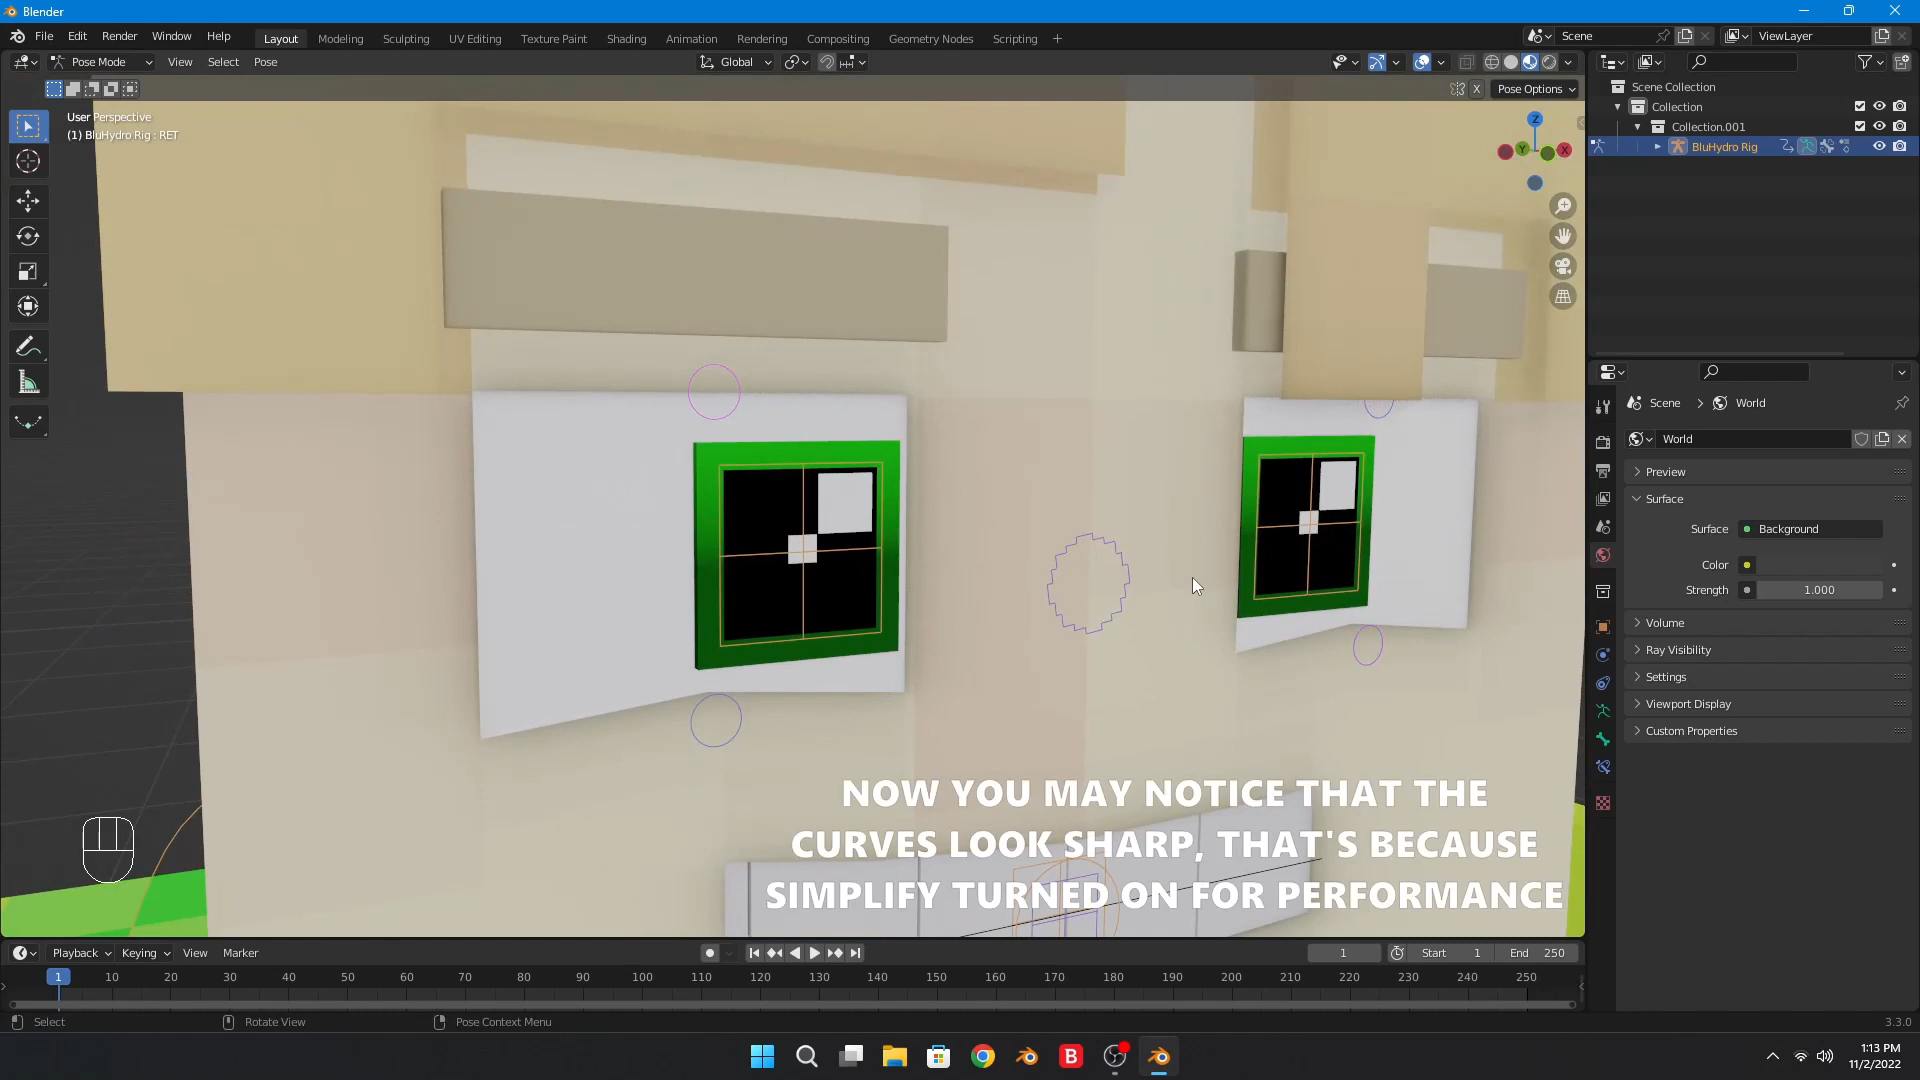 Blender
File Edit Render Window Help
Layout Modeling Sculpting UV Editing Texture Paint Shading Animation Rendering Compositing Geometry Nodes Scripting +
Scene
ViewLayer
Pose Mode View Select Pose
Global
X Pose Options
User Perspective
(1) BluHydro Rig : RET
Z
Y
X
Scene Collection
Collection
Collection.001
BluHydro Rig
Scene > World
World
Preview
Surface
Surface Background
Color
Strength 1.000
Volume
Ray Visibility
Settings
Viewport Display
Custom Properties
NOW YOU MAY NOTICE THAT THE
CURVES LOOK SHARP, THAT'S BECAUSE
SIMPLIFY TURNED ON FOR PERFORMANCE
Playback Keying View Marker
1 Start 1 End 250
1 10 20 30 40 50 60 70 80 90 100 110 120 130 140 150 160 170 180 190 200 210 220 230 240 250
Select Rotate View Pose Context Menu
3.3.0
B
1:13 PM
11/2/2022